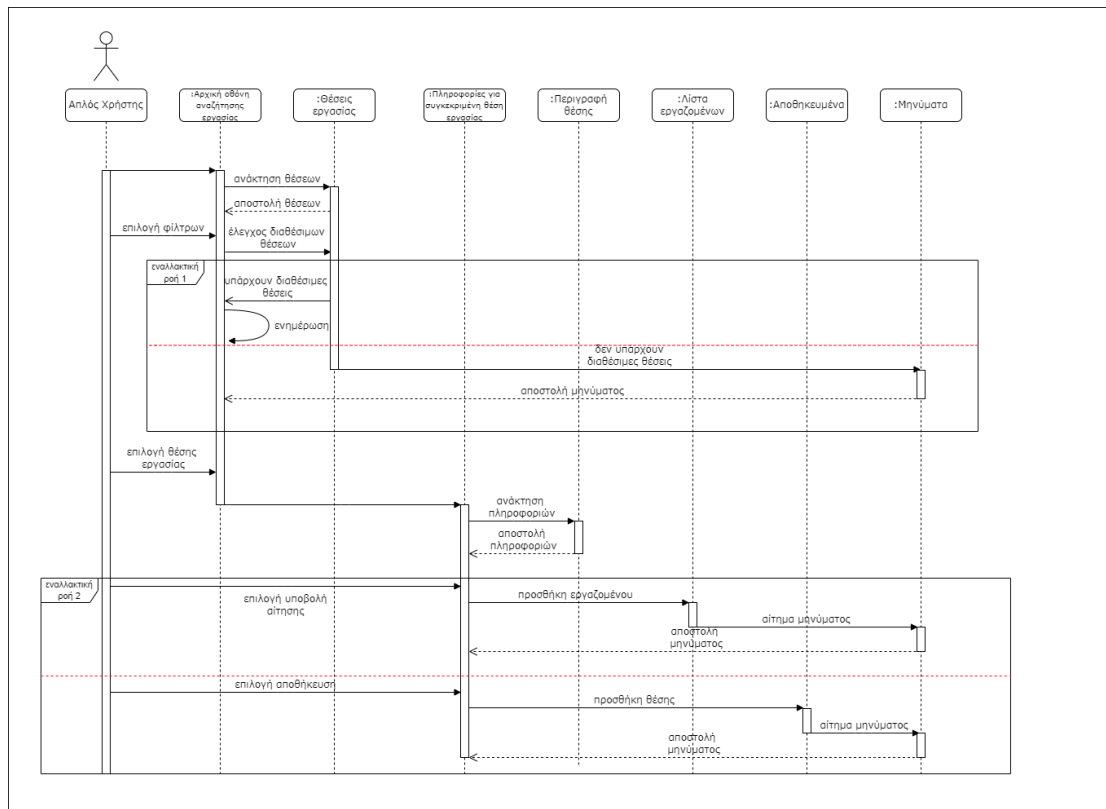 Απλός Χρήστης
:Αρχική οθόνη
αναζήτησης
εργασίας
:Θέσεις
εργασίας
:Πληροφορίες για
συγκεκριμένη θέση
εργασίας
:Περιγραφή
θέσης
:Λίστα
εργαζομένων
:Αποθηκευμένα
:Μηνύματα
ανάκτηση θέσεων
αποστολή θέσεων
επιλογή φίλτρων
έλεγχος διαθέσιμων
θέσεων
εναλλακτική
ροή 1
υπάρχουν διαθέσιμες
θέσεις
ενημέρωση
δεν υπάρχουν
διαθέσιμες θέσεις
αποστολή μηνύματος
επιλογή θέσης
εργασίας
ανάκτηση
πληροφοριών
αποστολή
πληροφοριών
εναλλακτική
ροή 2
επιλογή υποβολή
αίτησης
προσθήκη εργαζομένου
αίτημα μηνύματος
αποστολή
μηνύματος
επιλογή αποθήκευση
προσθήκη θέσης
αίτημα μηνύματος
αποστολή
μηνύματος